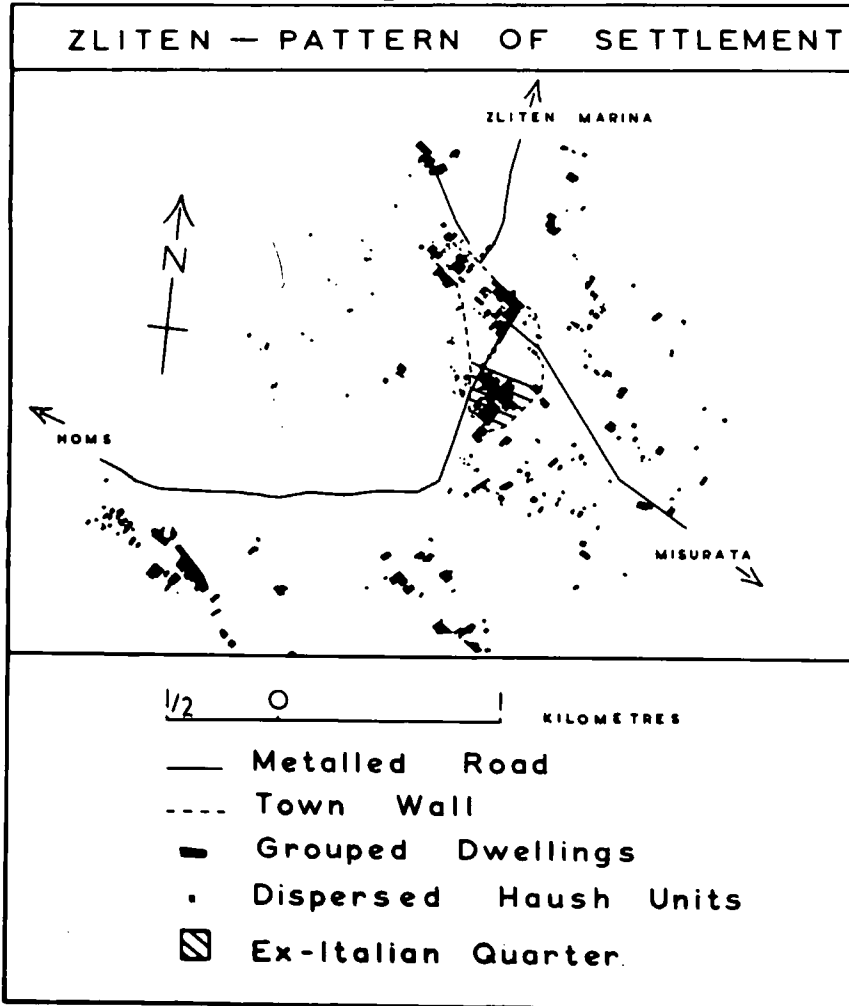 ZLITEN — PATTERN OF SETTLEMENT
ZLITEN MARINA
N
HOMS
MISURATA
1/2 0 1 KILOMETRES
Metalled Road
Town Wall
Grouped Dwellings
Dispersed Haush Units
Ex-Italian Quarter.